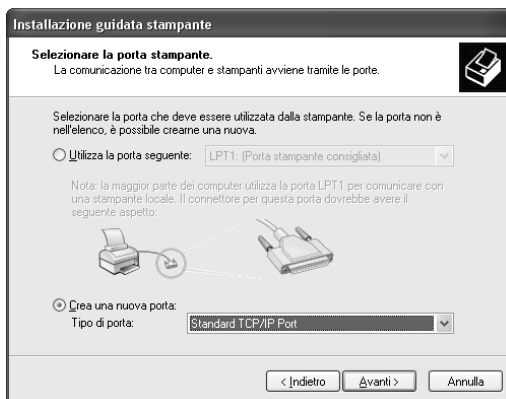 Installazione guidata stampante
Selezionare la porta stampante.
La comunicazione tra computer e stampanti avviene tramite le porte.
Selezionare la porta che deve essere utilizzata dalla stampante. Se la porta non è
nell'elenco, è possibile crearne una nuova.
Utilizza la porta seguente: LPT1: (Porta stampante consigliata)
Nota: la maggior parte dei computer utilizza la porta LPT1 per comunicare con
una stampante locale. Il connettore per questa porta dovrebbe avere il
seguente aspetto:
Crea una nuova porta:
Tipo di porta: Standard TCP/IP Port
< Indietro Avanti > Annulla